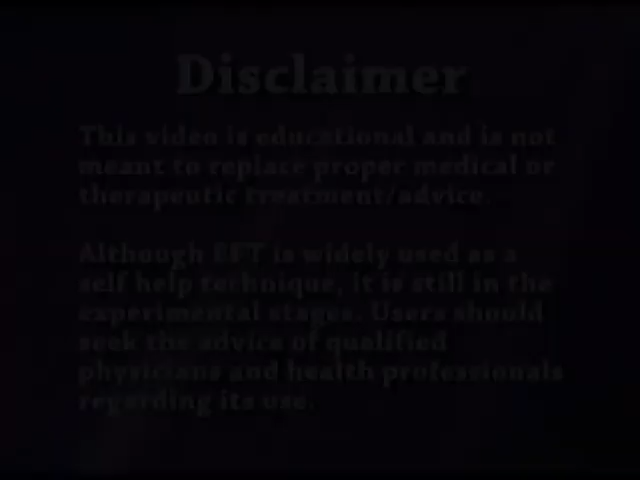 Disclaimer
This video is educational and is not
meant to replace proper medical or
therapeutic treatment/advice.
Although EFT is widely used as a
self help technique, it is still in the
experimental stages. Users should
seek the advice of qualified
physicians and health professionals
regarding its use.